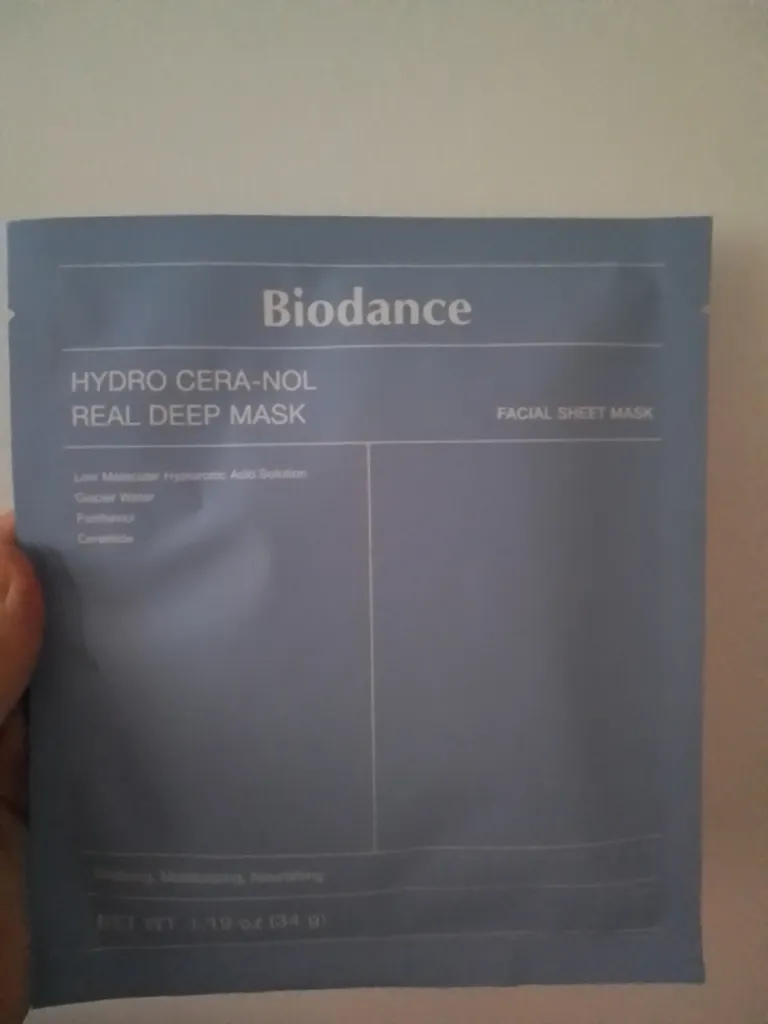 Biodance
HYDRO CERA-NOL
REAL DEEP MASK
FACIAL SHEET MASK
Low Molecular Hyaluronic Acid Solution
Glacier Water
Panthenol
Ceramide
Moisturizing, Nourishing
NET WT. 1.19 oz (34 g)